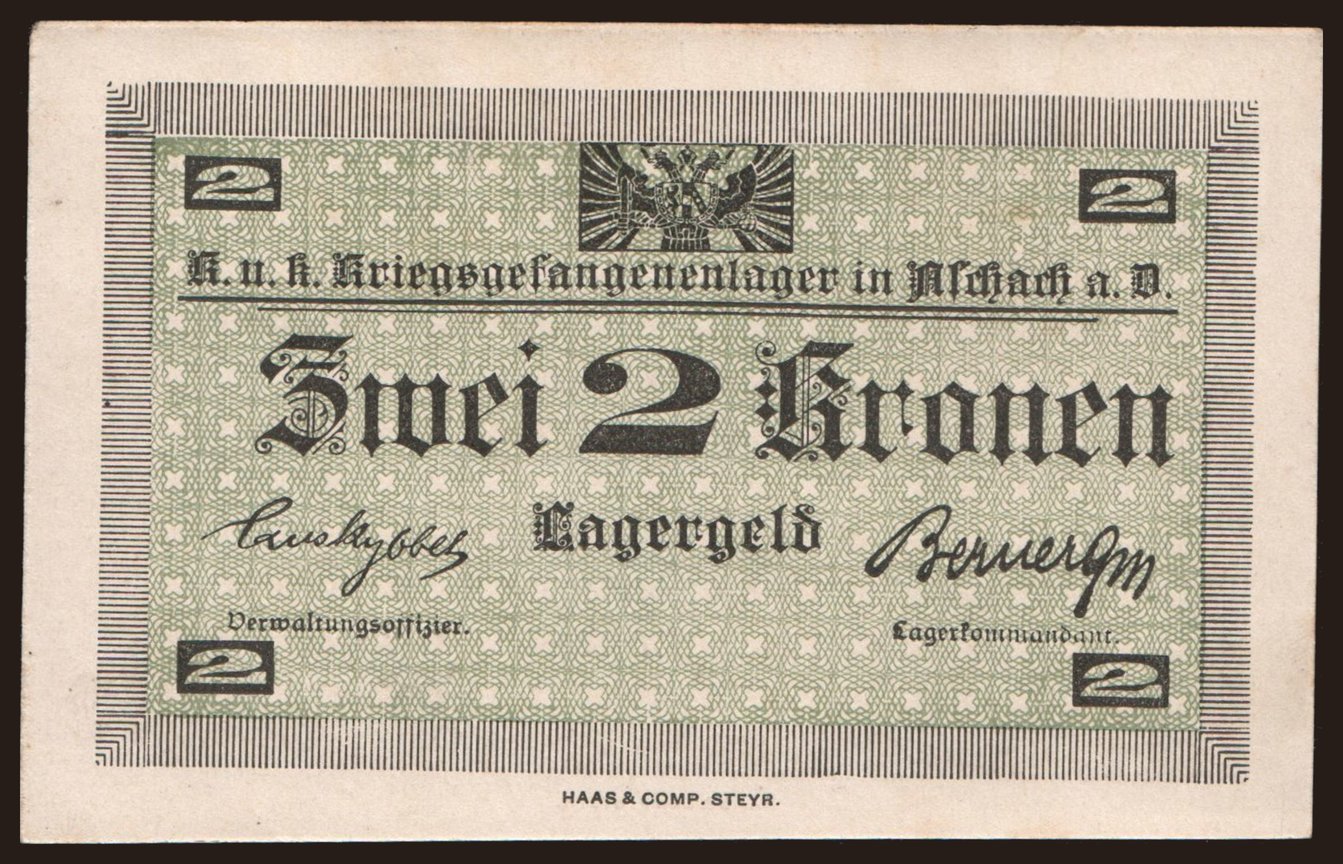 2 2
K. u. k. Kriegsgefangenenlager in Aschach a. D.
Zwei 2 Kronen
Lagergeld
Verwaltungsoffizier. Lagerkommandant.
2 2
HAAS & COMP. STEYR.